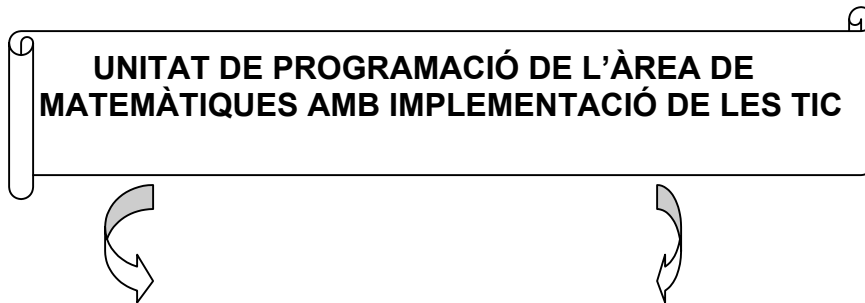 UNITAT DE PROGRAMACIÓ DE L’ÀREA DE
MATEMÀTIQUES AMB IMPLEMENTACIÓ DE LES TIC